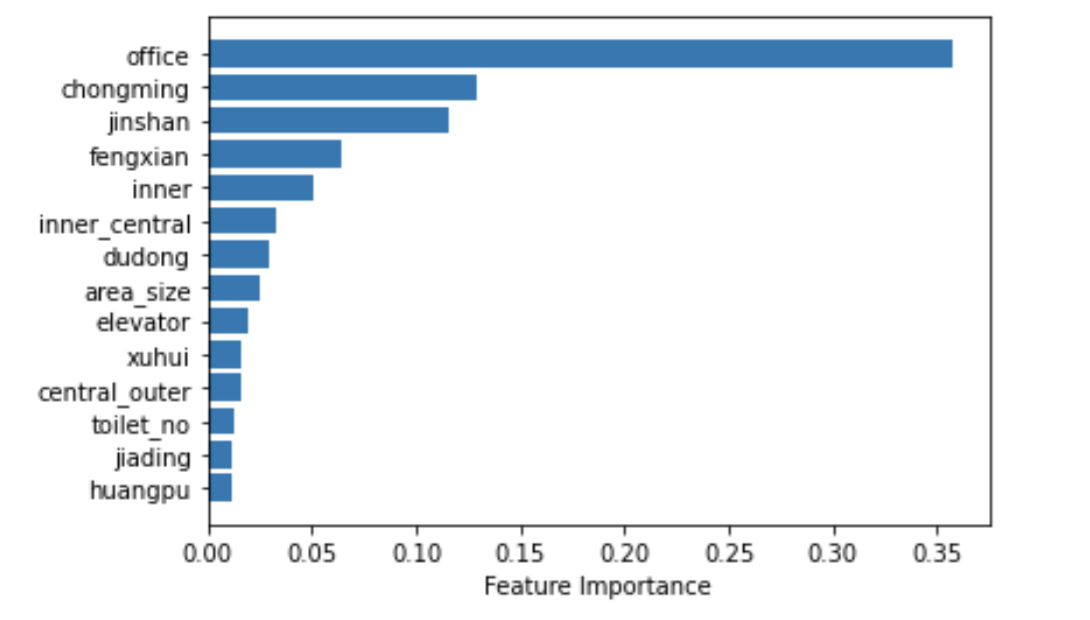 office
chongming
jinshan
fengxian
inner
inner_central
dudong
area_size
elevator
xuhui
central_outer
toilet_no
jiading
huangpu
0.00 0.05 0.10 0.15 0.20 0.25 0.30 0.35
Feature Importance